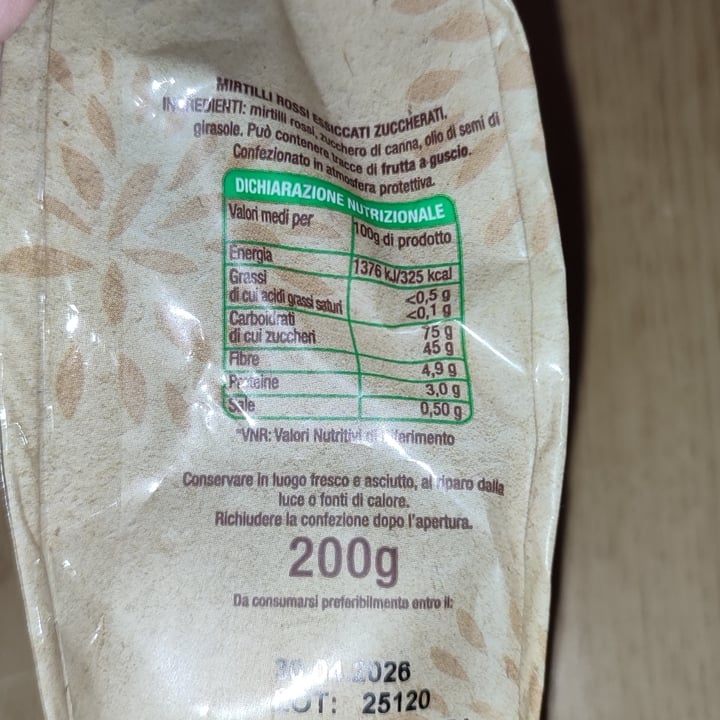 MIRTILLI ROSSI ESSICCATI ZUCCHERATI.
INGREDIENTI: mirtilli rossi, zucchero di canna, olio di semi di
girasole. Può contenere tracce di frutta a guscio.
Confezionato in atmosfera protettiva.
DICHIARAZIONE NUTRIZIONALE
Valori medi per 100g di prodotto
Energia 1376 kJ/325 kcal
Grassi <0,5 g
di cui acidi grassi saturi <0,1 g
Carboidrati 75 g
di cui zuccheri 45 g
Fibre 4,9 g
Proteine 3,0 g
Sale 0,50 g
*VNR: Valori Nutritivi di riferimento
Conservare in luogo fresco e asciutto, al riparo dalla
luce o fonti di calore.
Richiudere la confezione dopo l'apertura.
200g
Da consumarsi preferibilmente entro il:
2026
LOT: 25120